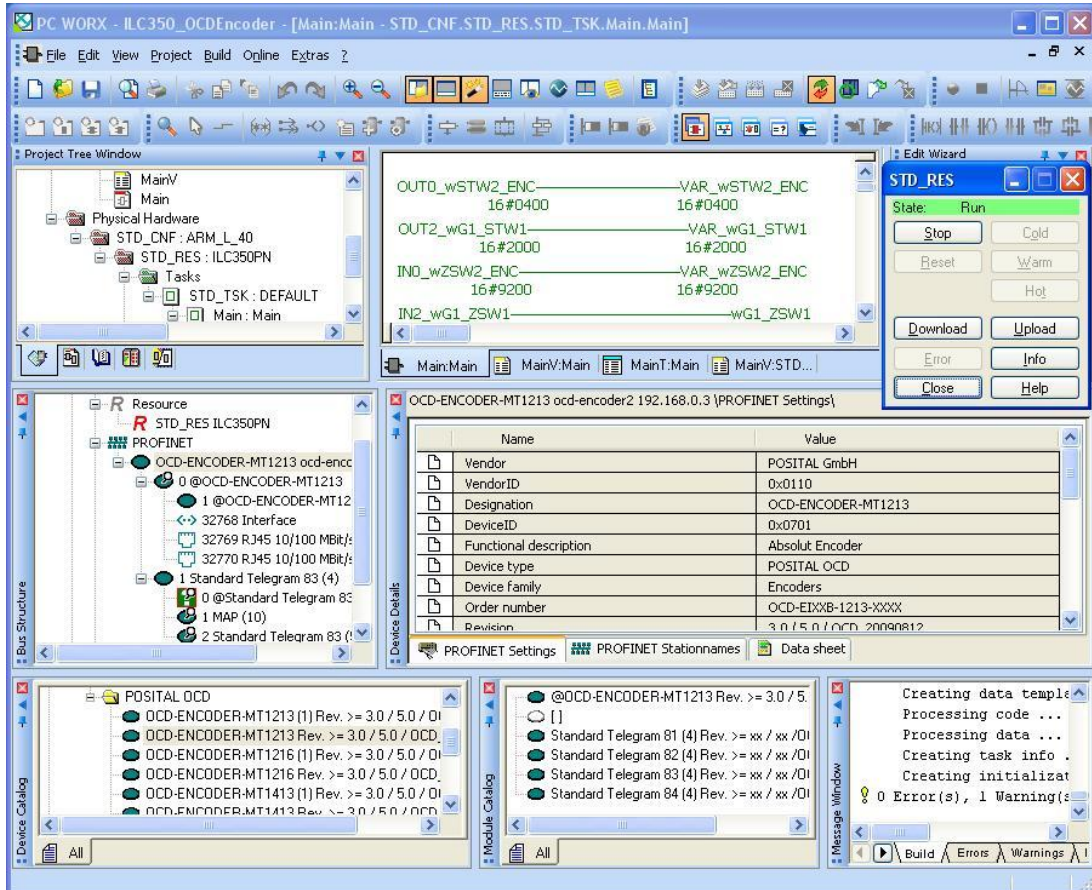 PC WORX - ILC350_OCDEncoder - [Main:Main - STD_CNF.STD_RES.STD_TSK.Main.Main]
File Edit View Project Build Online Extras ?
Project Tree Window
MainV
Main
Physical Hardware
STD_CNF : ARM_L_40
STD_RES : ILC350PN
Tasks
STD_TSK : DEFAULT
Main : Main
OUT0_wSTW2_ENC VAR_wSTW2_ENC
16#0400 16#0400
OUT2_wG1_STW1 VAR_wG1_STW1
16#2000 16#2000
IN0_wZSW2_ENC VAR_wZSW2_ENC
16#9200 16#9200
IN2_wG1_ZSW1 wG1_ZSW1
Main:Main MainV:Main MainT:Main MainV:STD...
Edit Wizard
STD_RES
State: Run
Stop Cold
Reset Warm
Hot
Download Upload
Error Info
Close Help
Resource
STD_RES ILC350PN
PROFINET
OCD-ENCODER-MT1213 ocd-enco
0 @OCD-ENCODER-MT1213
1 @OCD-ENCODER-MT12
32768 Interface
32769 RJ45 10/100 MBit/
32770 RJ45 10/100 MBit/
1 Standard Telegram 83 (4)
0 @Standard Telegram 83
1 MAP (10)
2 Standard Telegram 83 (
Bus Structure
OCD-ENCODER-MT1213 ocd-encoder2 192.168.0.3 \PROFINET Settings\
Name Value
Vendor POSITAL GmbH
VendorID 0x0110
Designation OCD-ENCODER-MT1213
DeviceID 0x0701
Functional description Absolut Encoder
Device type POSITAL OCD
Device family Encoders
Order number OCD-EIXXB-1213-XXXX
Revision 3.0 / 5.0 / OCD_20090812
PROFINET Settings PROFINET Stationnames Data sheet
Device Details
POSITAL OCD
OCD-ENCODER-MT1213 (1) Rev. >= 3.0 / 5.0 / O
OCD-ENCODER-MT1213 Rev. >= 3.0 / 5.0 / OCD_
OCD-ENCODER-MT1216 (1) Rev. >= 3.0 / 5.0 / O
OCD-ENCODER-MT1216 Rev. >= 3.0 / 5.0 / OCD_
OCD-ENCODER-MT1413 (1) Rev. >= 3.0 / 5.0 / O
OCD-ENCODER-MT1413 Rev. >= 3.0 / 5.0 / OCD
All
Device Catalog
@OCD-ENCODER-MT1213 Rev. >= 3.0 / 5.
[ ]
Standard Telegram 81 (4) Rev. >= xx / xx /O
Standard Telegram 82 (4) Rev. >= xx / xx /O
Standard Telegram 83 (4) Rev. >= xx / xx /O
Standard Telegram 84 (4) Rev. >= xx / xx /O
All
Module Catalog
Creating data templa
Processing code ...
Processing data ...
Creating task info .
Creating initializat
0 Error(s), 1 Warning(s
Build Errors Warnings
Message Window